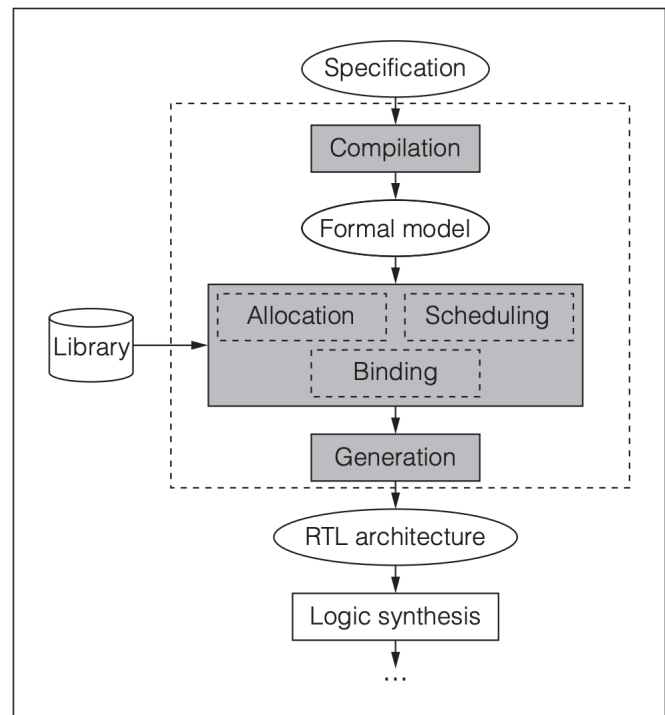 Specification
Compilation
Formal model
Allocation
Scheduling
Library
Binding
Generation
RTL architecture
Logic synthesis
...